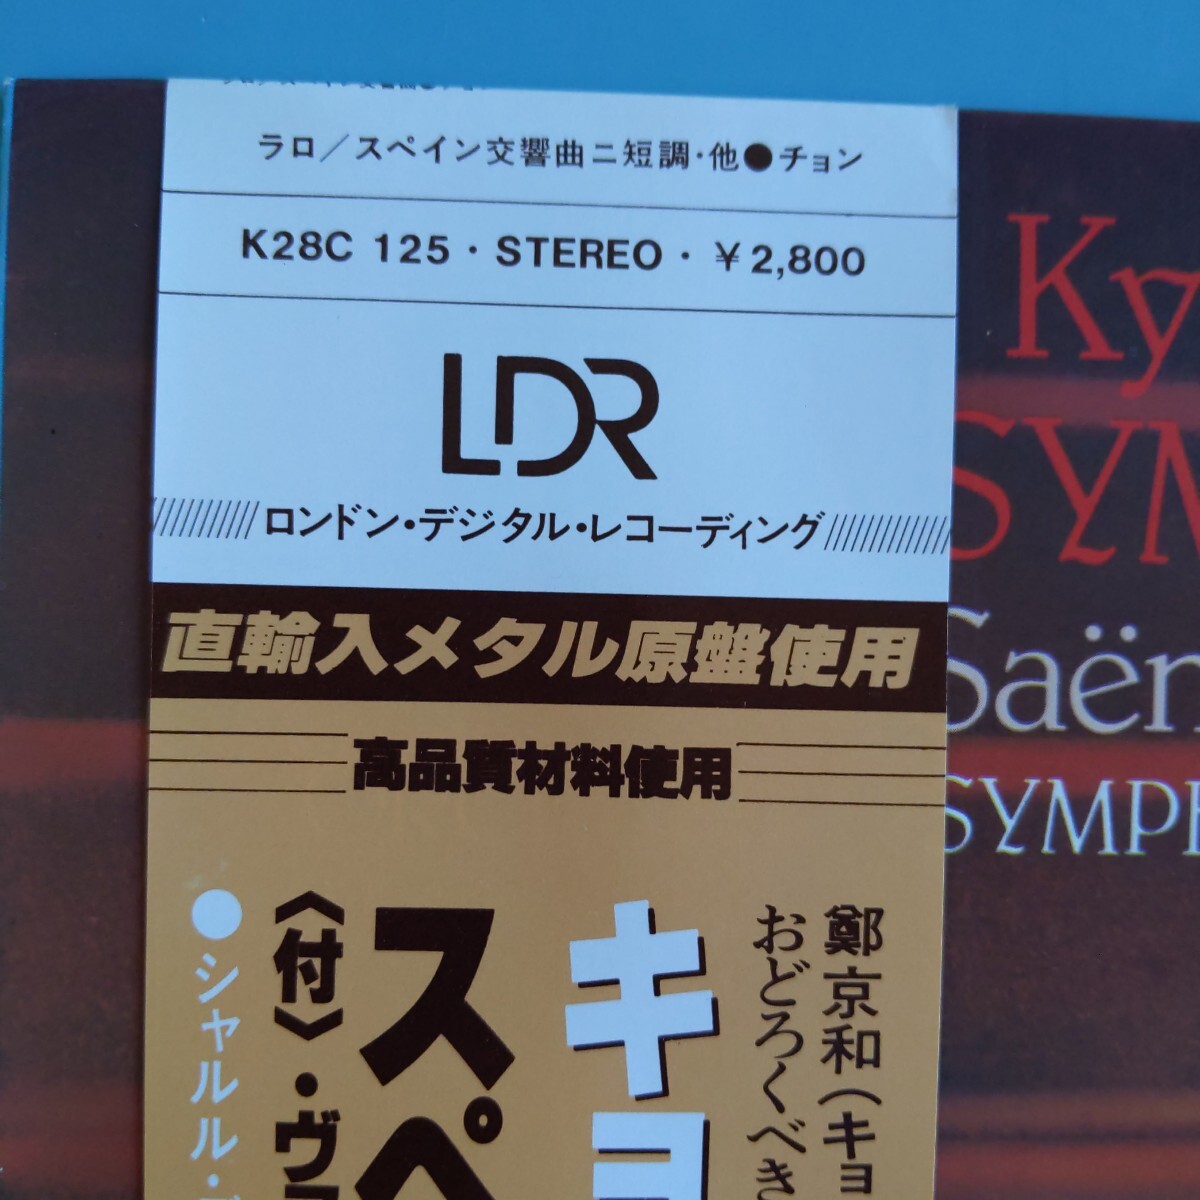 ラロ/スペイン交響曲ニ短調・他●チョン
K28C 125・STEREO・￥2,800
LDR
ロンドン・デジタル・レコーディング
直輸入メタル原盤使用
高品質材料使用
鄭京和(キョ
おどろくべき
キョ
スペ
〈付〉・ヴ
●シャルル・
Ky
SYM
Saën
SYMPH